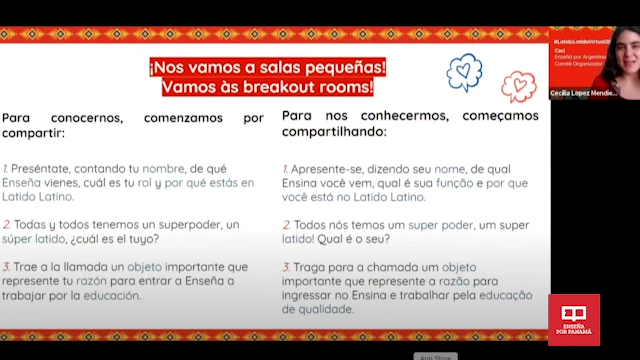 ¡Nos vamos a salas pequeñas!
Vamos às breakout rooms!
Para conocernos, comenzamos por
compartir:
1. Preséntate, contando tu nombre, de qué
Enseña vienes, cuál es tu rol y por qué estás en
Latido Latino.
2. Todas y todos tenemos un superpoder, un
súper latido, ¿cuál es el tuyo?
3. Trae a la llamada un objeto importante que
represente tu razón para entrar a Enseña a
trabajar por la educación.
Para nos conhecermos, começamos
compartilhando:
1. Apresente-se, dizendo seu nome, de qual
Ensina você vem, qual é sua função e por que
você está no Latido Latino.
2. Todos nós temos um super poder, um super
latido! Qual é o seu?
3. Traga para a chamada um objeto
importante que represente a razão para
ingressar no Ensina e trabalhar pela educação
de qualidade.
Ceci
Enseña por Argentina
Comité Organizador
Cecilia Lopez Mendie...
ENSEÑA
POR PANAMÁ
App Store